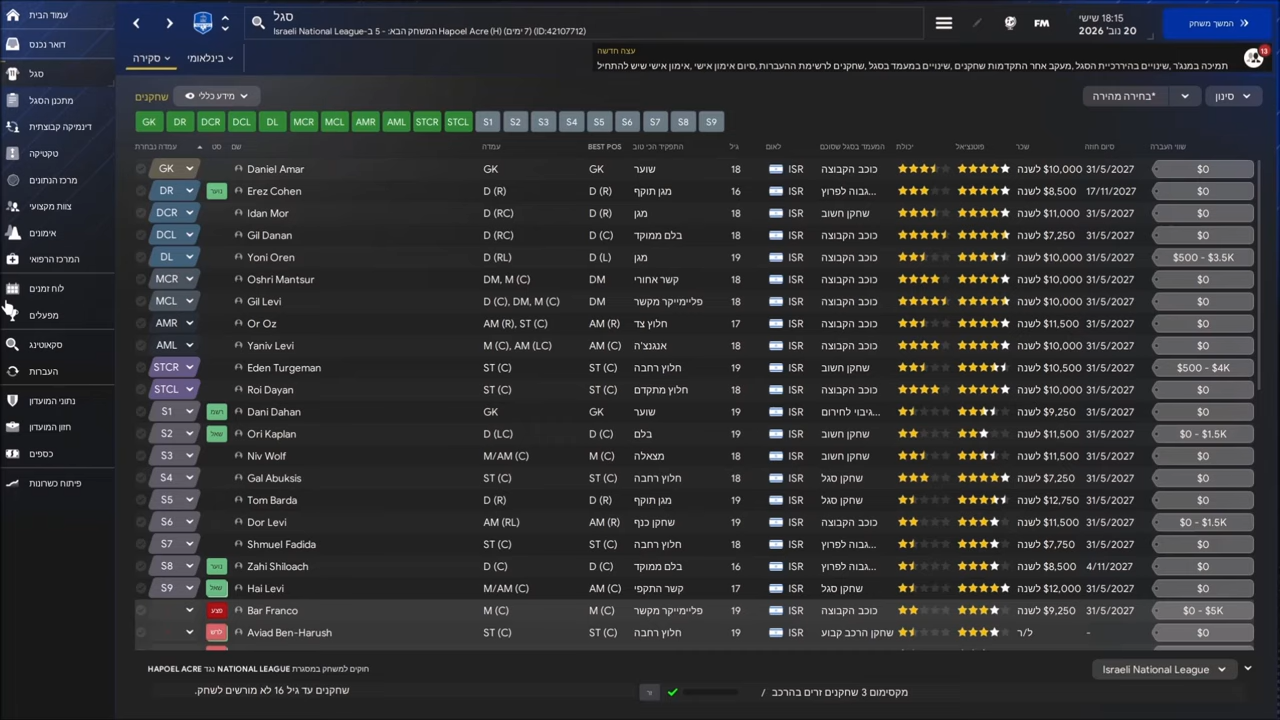 עמוד הבית
דואר נכנס
סגל
מתכנן הסגל
דינמיקה קבוצתית
טקטיקה
מרכז הנתונים
צוות מקצועי
אימונים
המרכז הרפואי
לוח זמנים
מפעלים
סקאוטינג
העברות
נתוני המועדון
חזון המועדון
כספים
פיתוח כשרונות
סגל
Israeli National League-המשחק הבא: - 5 ב (7 ימים) Hapoel Acre (H) (ID:42107712)
FM
18:15 שישי
20 נוב' 2026
המשך משחק
סקירה
בינלאומי
עצה חדשה
תמיכה במנג'ר, שינויים בהיררכיית הסגל, מעקב אחר התקדמות שחקנים, שינויים במעמד בסגל, שחקנים לרשימת ההעברות, סיום אימון אישי, אימון אישי שיש להתחיל
13
שחקנים
מידע כללי
בחירה מהירה*
סינון
GK DR DCR DCL DL MCR MCL AMR AML STCR STCL S1 S2 S3 S4 S5 S6 S7 S8 S9
עמדה נבחרת סט שם עמדה BEST POS התפקיד הכי טוב גיל לאום המעמד בסגל שסוכם יכולת פוטנציאל שכר סיום חוזה שווי העברה
GK Daniel Amar GK GK שוער 18 ISR כוכב הקבוצה $10,000 לשנה 31/5/2027 $0
DR נוער Erez Cohen D (R) D (R) מגן תוקף 16 ISR גבוה לפרוץ... $8,500 לשנה 17/11/2027 $0
DCR Idan Mor D (RC) D (R) מגן 18 ISR שחקן חשוב $11,000 לשנה 31/5/2027 $0
DCL Gil Danan D (RC) D (C) בלם ממוקד 18 ISR כוכב הקבוצה $7,250 לשנה 31/5/2027 $0
DL Yoni Oren D (RL) D (L) מגן 18 ISR כוכב הקבוצה $10,000 לשנה 31/5/2027 $500 - $3.5K
MCR Oshri Mantsur DM, M (C) DM קשר אחורי 18 ISR כוכב הקבוצה $10,000 לשנה 31/5/2027 $0
MCL Gil Levi D (C), DM, M (C) DM פליימייקר מקשר 18 ISR כוכב הקבוצה $10,000 לשנה 31/5/2027 $0
AMR Or Oz AM (R), ST (C) AM (R) חלוץ צד 17 ISR כוכב הקבוצה $11,500 לשנה 31/5/2027 $0
AML Yaniv Levi M (C), AM (LC) AM (C) אנגנצ'ה 18 ISR כוכב הקבוצה $10,000 לשנה 31/5/2027 $0
STCR Eden Turgeman ST (C) ST (C) חלוץ רחבה 18 ISR שחקן חשוב $10,500 לשנה 31/5/2027 $500 - $4K
STCL Roi Dayan ST (C) ST (C) חלוץ מתקדם 18 ISR כוכב הקבוצה $10,000 לשנה 31/5/2027 $0
S1 רשמ Dani Dahan GK GK שוער 19 ISR גיבוי לחירום... $9,250 לשנה 31/5/2027 $0
S2 שאל Ori Kaplan D (LC) D (C) בלם 19 ISR שחקן חשוב $11,500 לשנה 31/5/2027 $0 - $1.5K
S3 Niv Wolf M/AM (C) M (C) מצאלה 19 ISR שחקן חשוב $11,500 לשנה 31/5/2027 $0
S4 Gal Abuksis ST (C) ST (C) חלוץ רחבה 18 ISR שחקן סגל $7,250 לשנה 31/5/2027 $0
S5 Tom Barda D (R) D (R) מגן תוקף 19 ISR שחקן סגל $12,750 לשנה 31/5/2027 $0
S6 Dor Levi AM (RL) AM (R) שחקן כנף 19 ISR כוכב הקבוצה $11,500 לשנה 31/5/2027 $0 - $1.5K
S7 Shmuel Fadida ST (C) ST (C) חלוץ רחבה 18 ISR גבוה לפרוץ... $7,750 לשנה 31/5/2027 $0
S8 נוער Zahi Shiloach D (C) D (C) בלם ממוקד 16 ISR גבוה לפרוץ... $8,500 לשנה 4/11/2027 $0
S9 שאל Hai Levi M/AM (C) AM (C) קשר התקפי 19 ISR שחקן סגל $12,000 לשנה 31/5/2027 $0
פצע Bar Franco M (C) M (C) פליימייקר מקשר 19 ISR כוכב הקבוצה $9,250 לשנה 31/5/2027 $0 - $5K
לרש Aviad Ben-Harush ST (C) ST (C) חלוץ רחבה 19 ISR שחקן הרכב קבוע ל/ר - $0
חוקים למשחק במסגרת NATIONAL LEAGUE נגד HAPOEL ACRE
Israeli National League
שחקנים עד גיל 16 לא מורשים לשחק.
זר
/ מקסימום 3 שחקנים זרים בהרכב